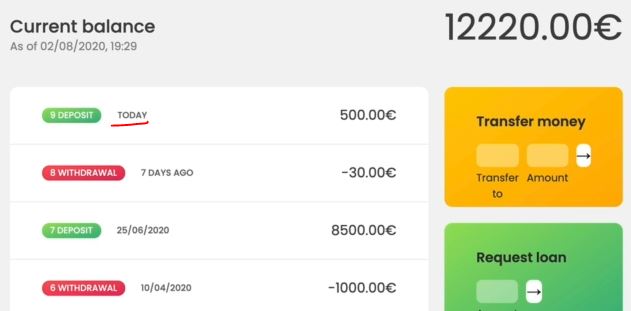 Current balance
As of 02/08/2020, 19:29
12220.00€
9 DEPOSIT TODAY 500.00€
8 WITHDRAWAL 7 DAYS AGO -30.00€
7 DEPOSIT 25/06/2020 8500.00€
6 WITHDRAWAL 10/04/2020 -1000.00€
Transfer money
→
Transfer to
Amount
Request loan
→